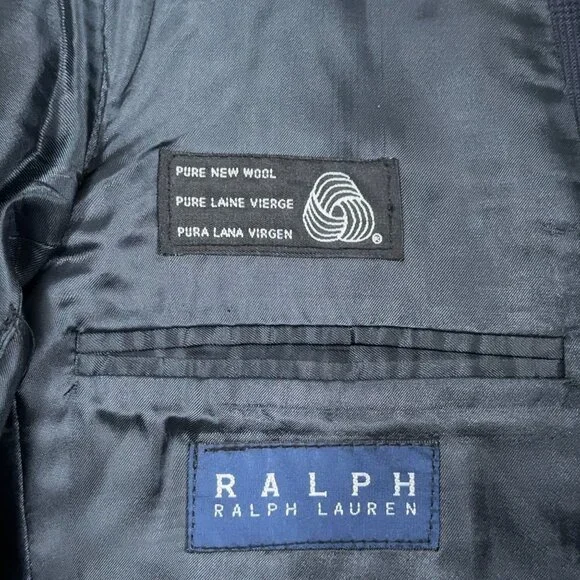 PURE NEW WOOL
PURE LAINE VIERGE
PURA LANA VIRGEN
®
RALPH
RALPH LAUREN